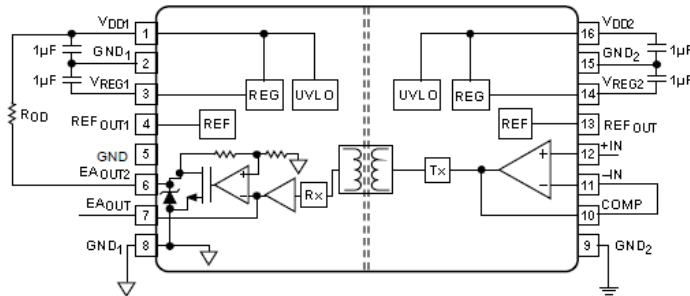 VDD1
1
1μF
GND1
2
1μF
VREG1
3
ROD
REFOUT1
4
GND
5
EAOUT2
6
EAOUT
7
GND1
8
REG
UVLO
REF
Rx
Tx
UVLO
REG
REF
+
−
+
−
16
VDD2
1μF
15
GND2
1μF
14
VREG2
13
REFOUT
12
+IN
11
−IN
10
COMP
9
GND2